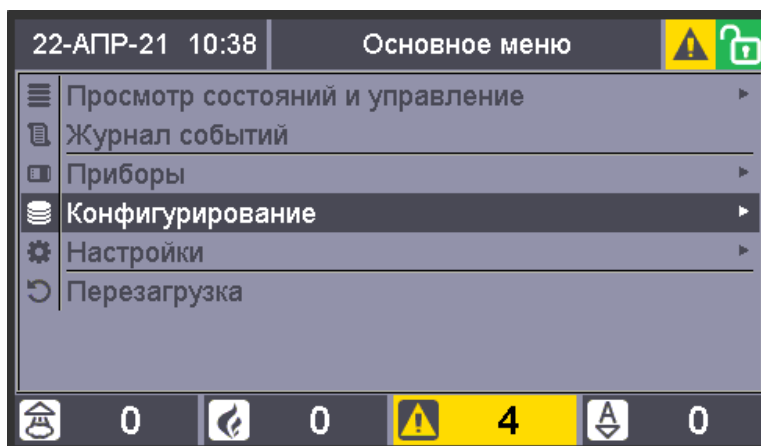 22-АПР-21 10:38 Основное меню
Просмотр состояний и управление
Журнал событий
Приборы
Конфигурирование
Настройки
Перезагрузка
0 0 4 A 0